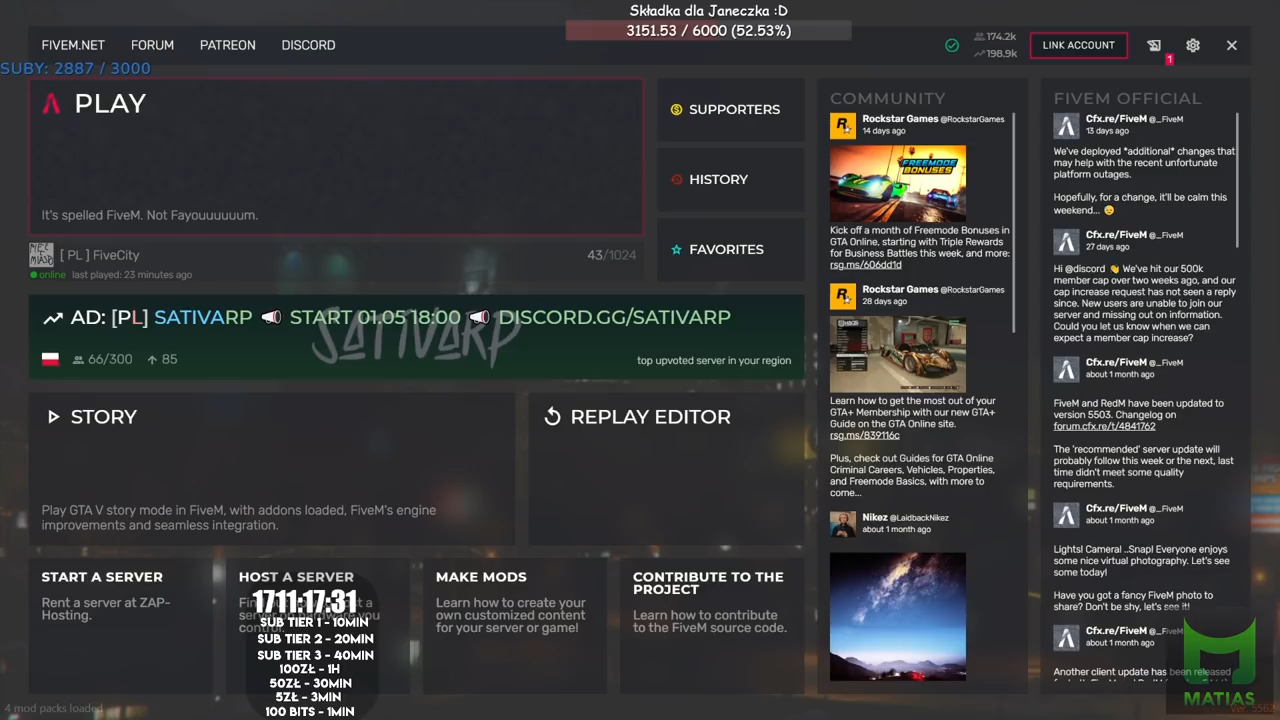 Składka dla Janeczka :D
3151.53 / 6000 (52.53%)
FIVEM.NET
FORUM
PATREON
DISCORD
174.2k
198.9k
LINK ACCOUNT
1
SUBY: 2887 / 3000
PLAY
It's spelled FiveM. Not Fayouuuuuum.
[ PL ] FiveCity
43/1024
online last played: 23 minutes ago
SUPPORTERS
HISTORY
FAVORITES
AD: [PL] SATIVARP START 01.05 18:00 DISCORD.GG/SATIVARP
SATIVARP
66/300 85
top upvoted server in your region
STORY
Play GTA V story mode in FiveM, with addons loaded, FiveM's engine
improvements and seamless integration.
REPLAY EDITOR
START A SERVER
Rent a server at ZAP-
Hosting.
HOST A SERVER
1711:17:31
SUB TIER 1 - 10MIN
SUB TIER 2 - 20MIN
SUB TIER 3 - 40MIN
100ZŁ - 1H
50ZŁ - 30MIN
5ZŁ - 3MIN
100 BITS - 1MIN
MAKE MODS
Learn how to create your
own customized content
for your server or game!
CONTRIBUTE TO THE
PROJECT
Learn how to contribute
to the FiveM source code.
4 mod packs loaded
COMMUNITY
Rockstar Games @RockstarGames
14 days ago
FREEMODE
BONUSES
Kick off a month of Freemode Bonuses in
GTA Online, starting with Triple Rewards
for Business Battles this week, and more:
rsg.ms/606dd1d
Rockstar Games @RockstarGames
28 days ago
Learn how to get the most out of your
GTA+ Membership with our new GTA+
Guide on the GTA Online site.
rsg.ms/839116c
Plus, check out Guides for GTA Online
Criminal Careers, Vehicles, Properties,
and Freemode Basics, with more to
come...
Nikez @LaidbackNikez
about 1 month ago
FIVEM OFFICIAL
Cfx.re/FiveM @_FiveM
13 days ago
We've deployed *additional* changes that
may help with the recent unfortunate
platform outages.
Hopefully, for a change, it'll be calm this
weekend... 😥
Cfx.re/FiveM @_FiveM
27 days ago
Hi @discord 👋 We've hit our 500k
member cap over two weeks ago, and our
cap increase request has not seen a reply
since. New users are unable to join our
server and missing out on information.
Could you let us know when we can
expect a member cap increase?
Cfx.re/FiveM @_FiveM
about 1 month ago
FiveM and RedM have been updated to
version 5503. Changelog on
forum.cfx.re/t/4841762
The 'recommended' server update will
probably follow this week or the next, last
time didn't meet some quality
requirements.
Cfx.re/FiveM @_FiveM
about 1 month ago
Lights! Camera! ..Snap! Everyone enjoys
some nice virtual photography. Let's see
some today!
Have you got a fancy FiveM photo to
share? Don't be shy, let's see it!
Cfx.re/FiveM @_FiveM
about 1 month ago
Another client update has been released
MATIAS